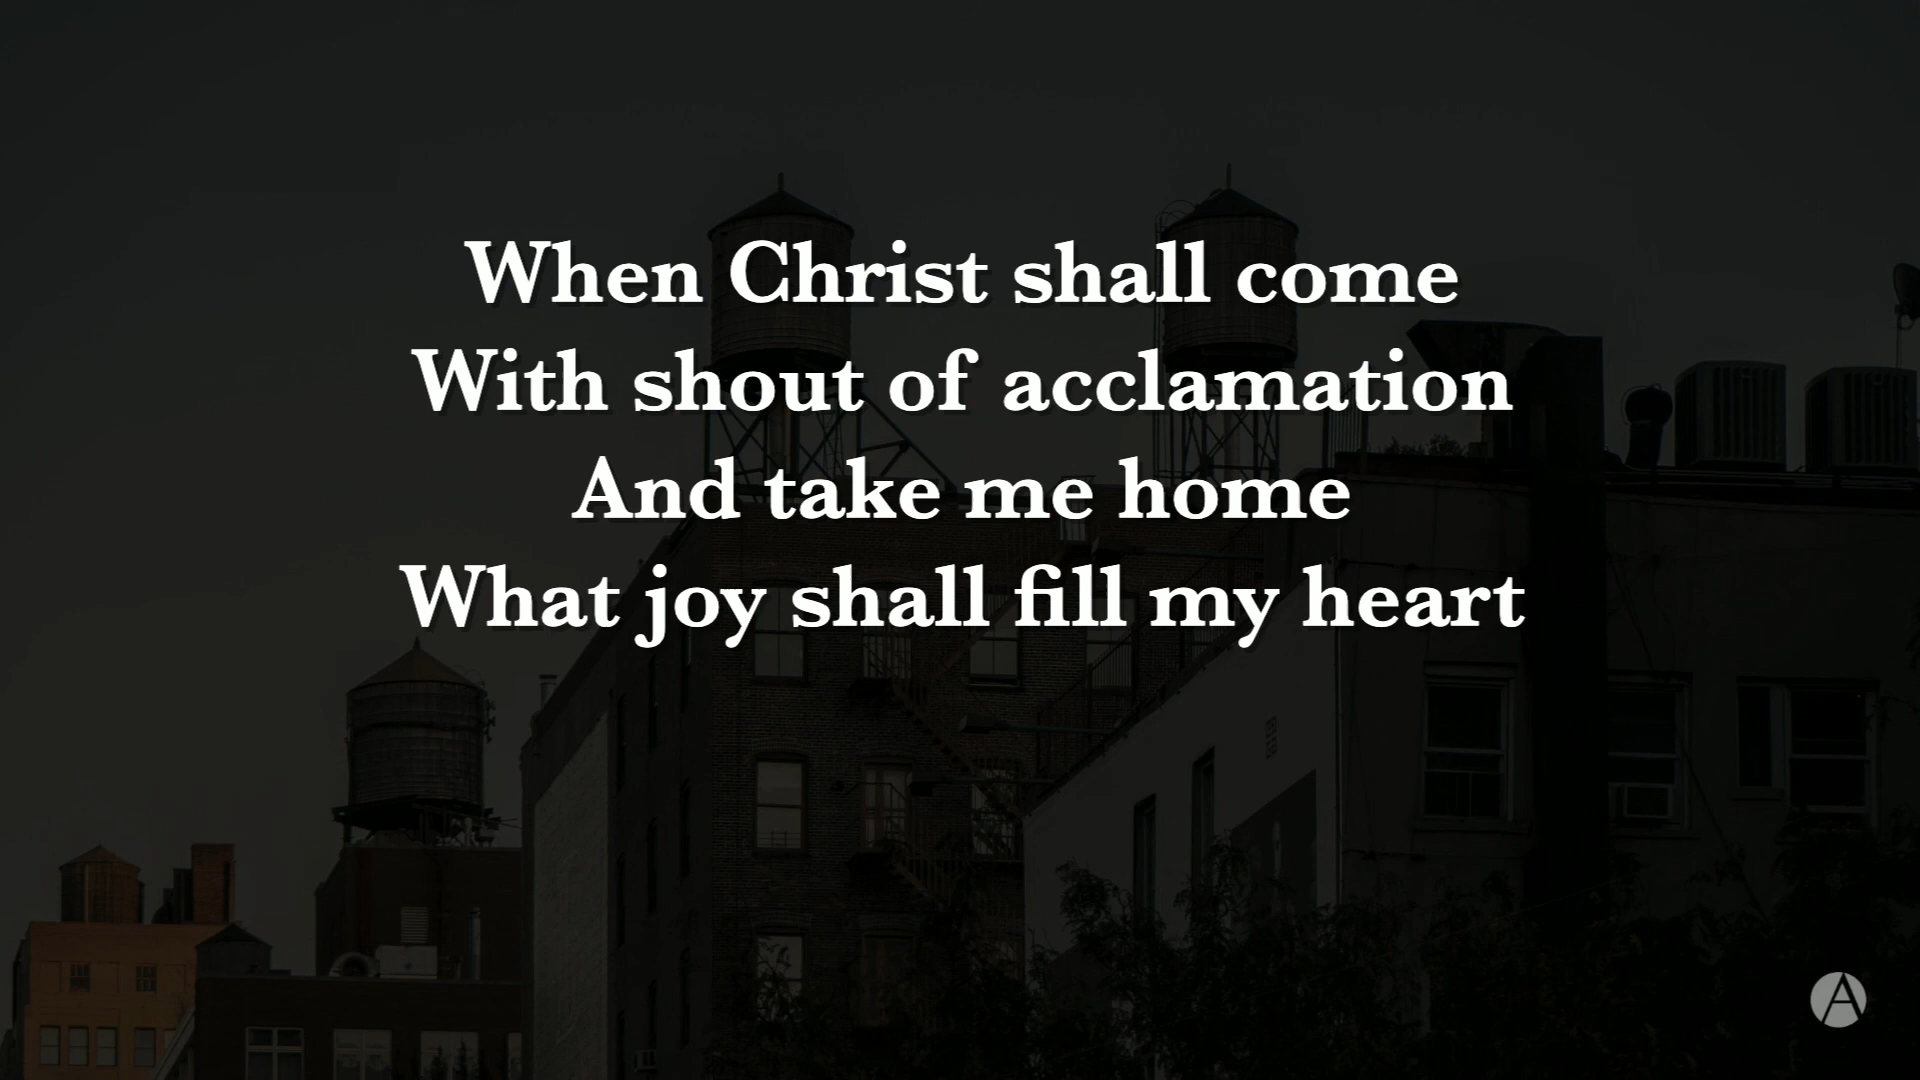 When Christ shall come
With shout of acclamation
And take me home
What joy shall fill my heart